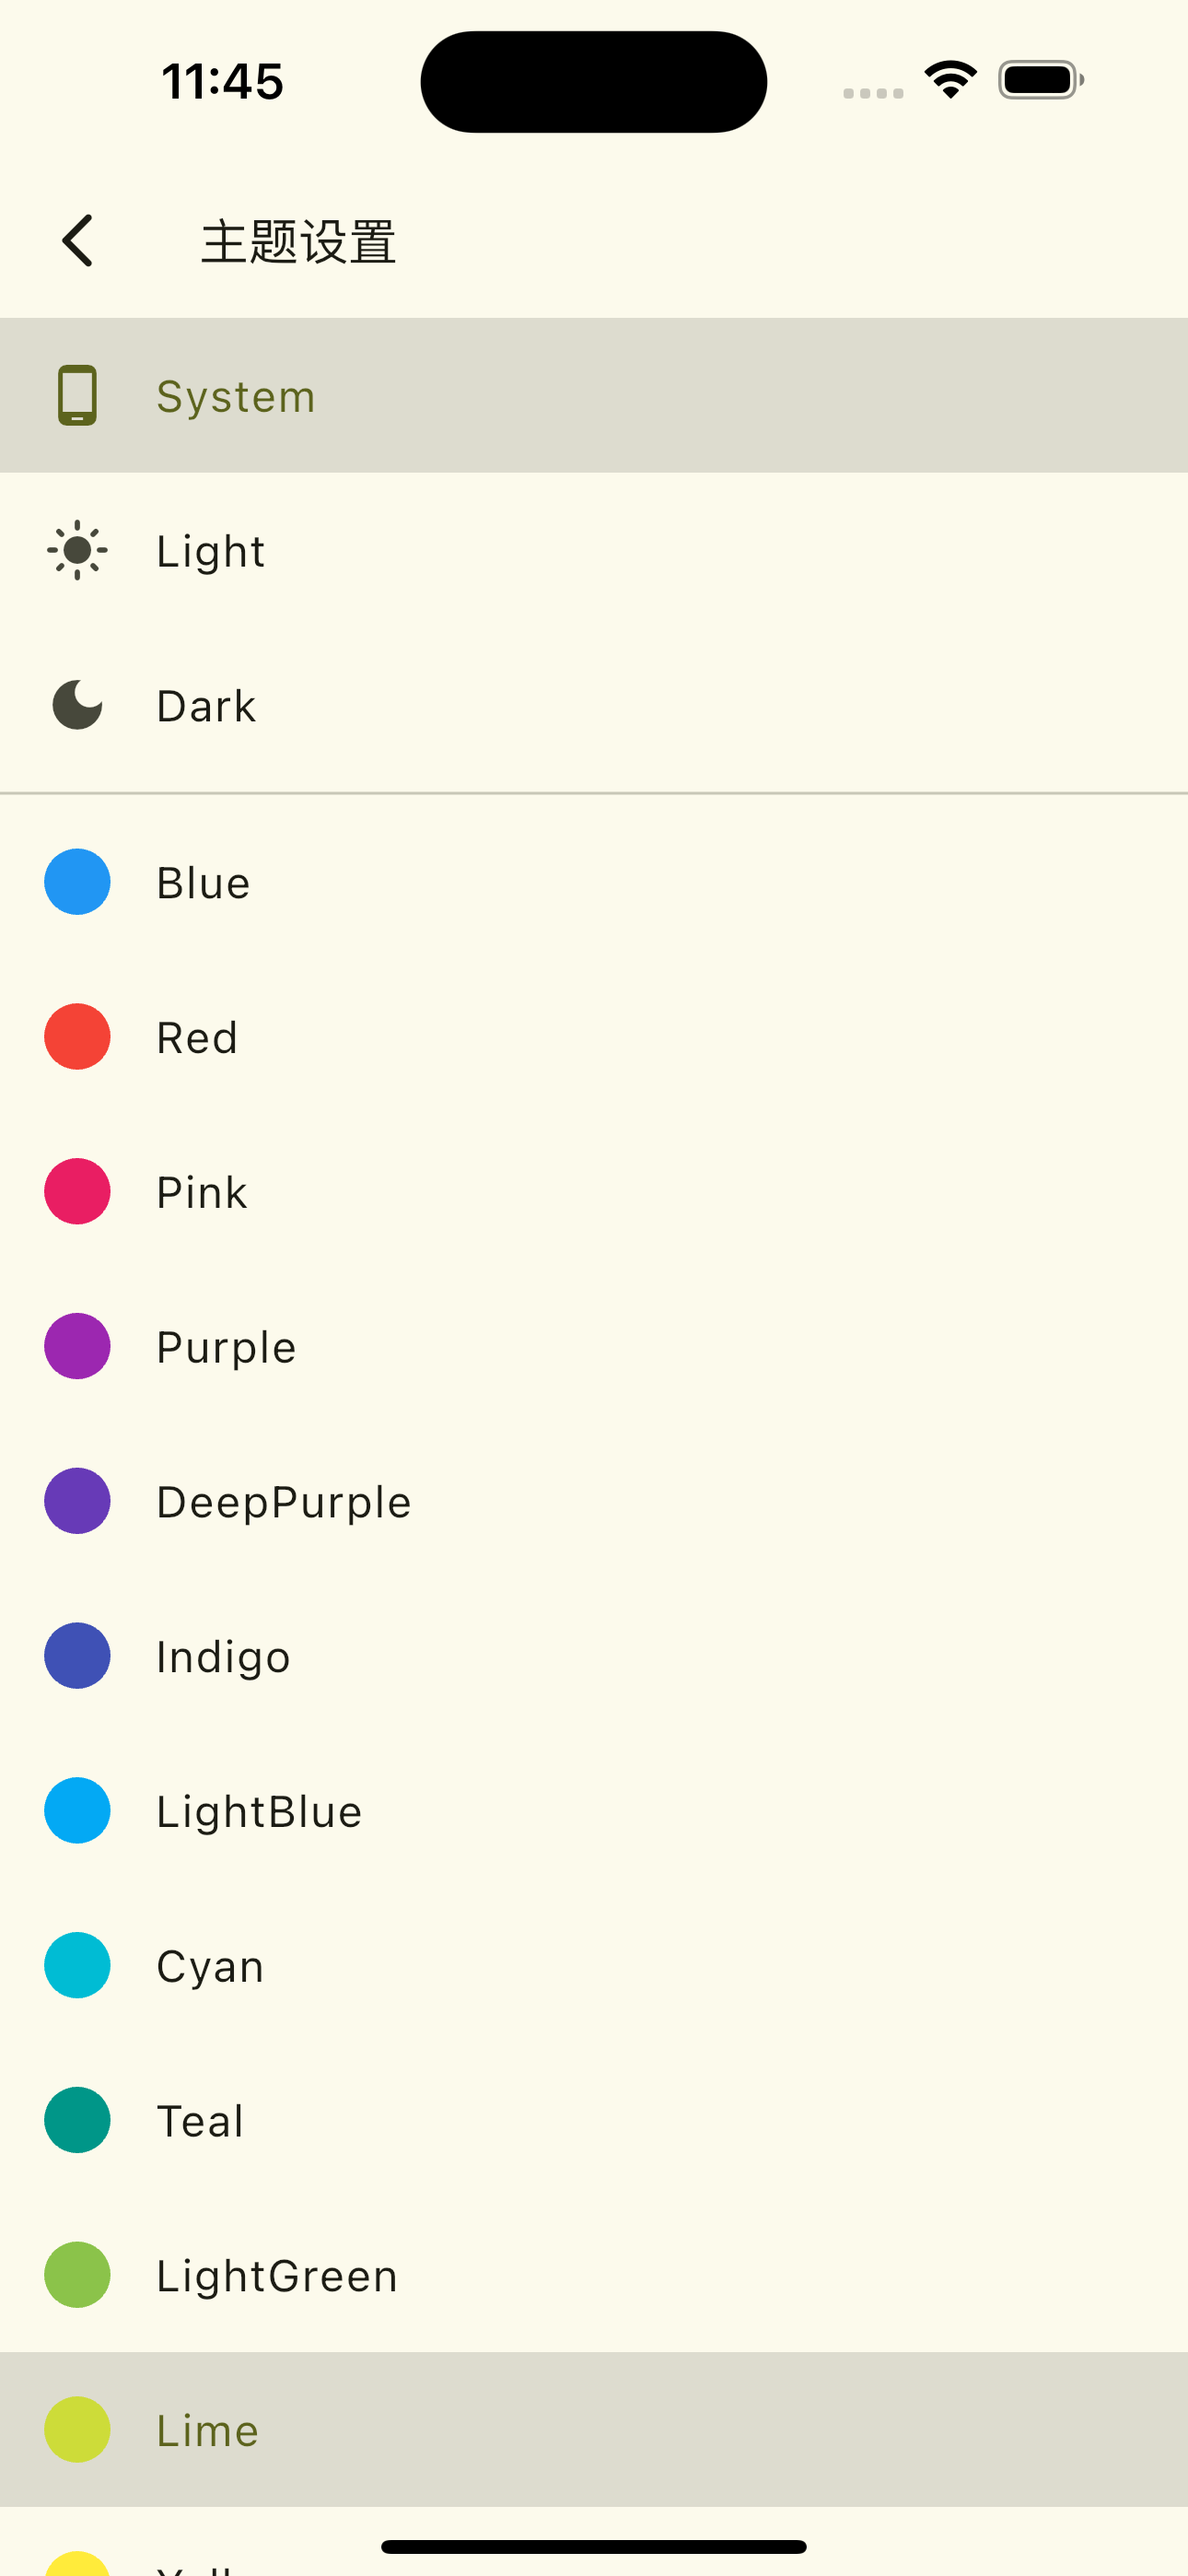 11:45
主题设置
System
Light
Dark
Blue
Red
Pink
Purple
DeepPurple
Indigo
LightBlue
Cyan
Teal
LightGreen
Lime